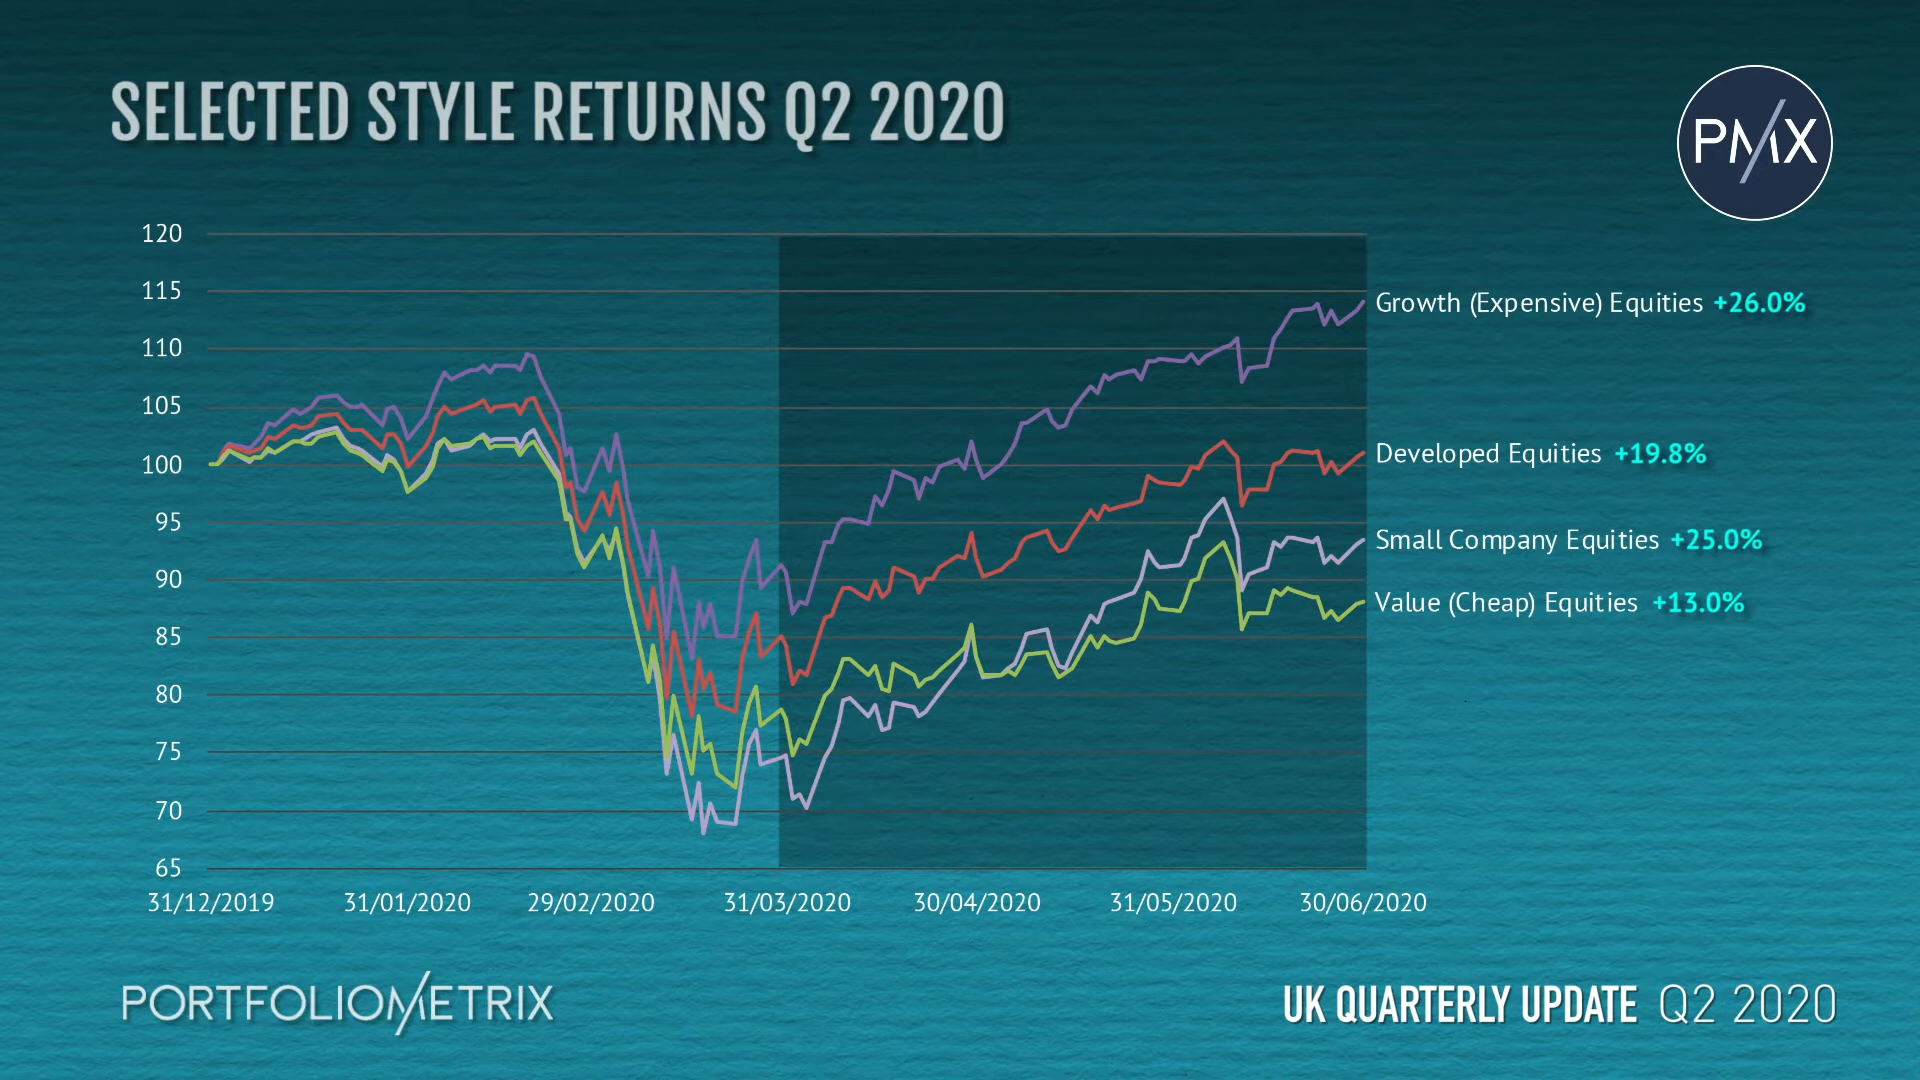 SELECTED STYLE RETURNS Q2 2020
PMX
120
115
110
105
100
95
90
85
80
75
70
65
Growth (Expensive) Equities +26.0%
Developed Equities +19.8%
Small Company Equities +25.0%
Value (Cheap) Equities +13.0%
31/12/2019 31/01/2020 29/02/2020 31/03/2020 30/04/2020 31/05/2020 30/06/2020
PORTFOLIOMETRIX
UK QUARTERLY UPDATE Q2 2020